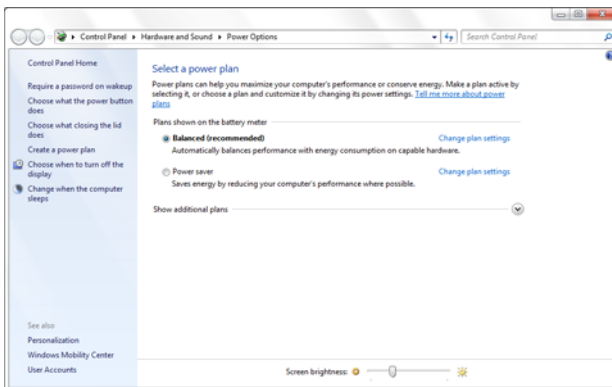 Control Panel ▸ Hardware and Sound ▸ Power Options
Search Control Panel
Control Panel Home
Require a password on wakeup
Choose what the power button
does
Choose what closing the lid
does
Create a power plan
Choose when to turn off the
display
Change when the computer
sleeps
See also
Personalization
Windows Mobility Center
User Accounts
Select a power plan
Power plans can help you maximize your computer's performance or conserve energy. Make a plan active by
selecting it, or choose a plan and customize it by changing its power settings. Tell me more about power
plans
Plans shown on the battery meter
Balanced (recommended) Change plan settings
Automatically balances performance with energy consumption on capable hardware.
Power saver Change plan settings
Saves energy by reducing your computer's performance where possible.
Show additional plans
Screen brightness: